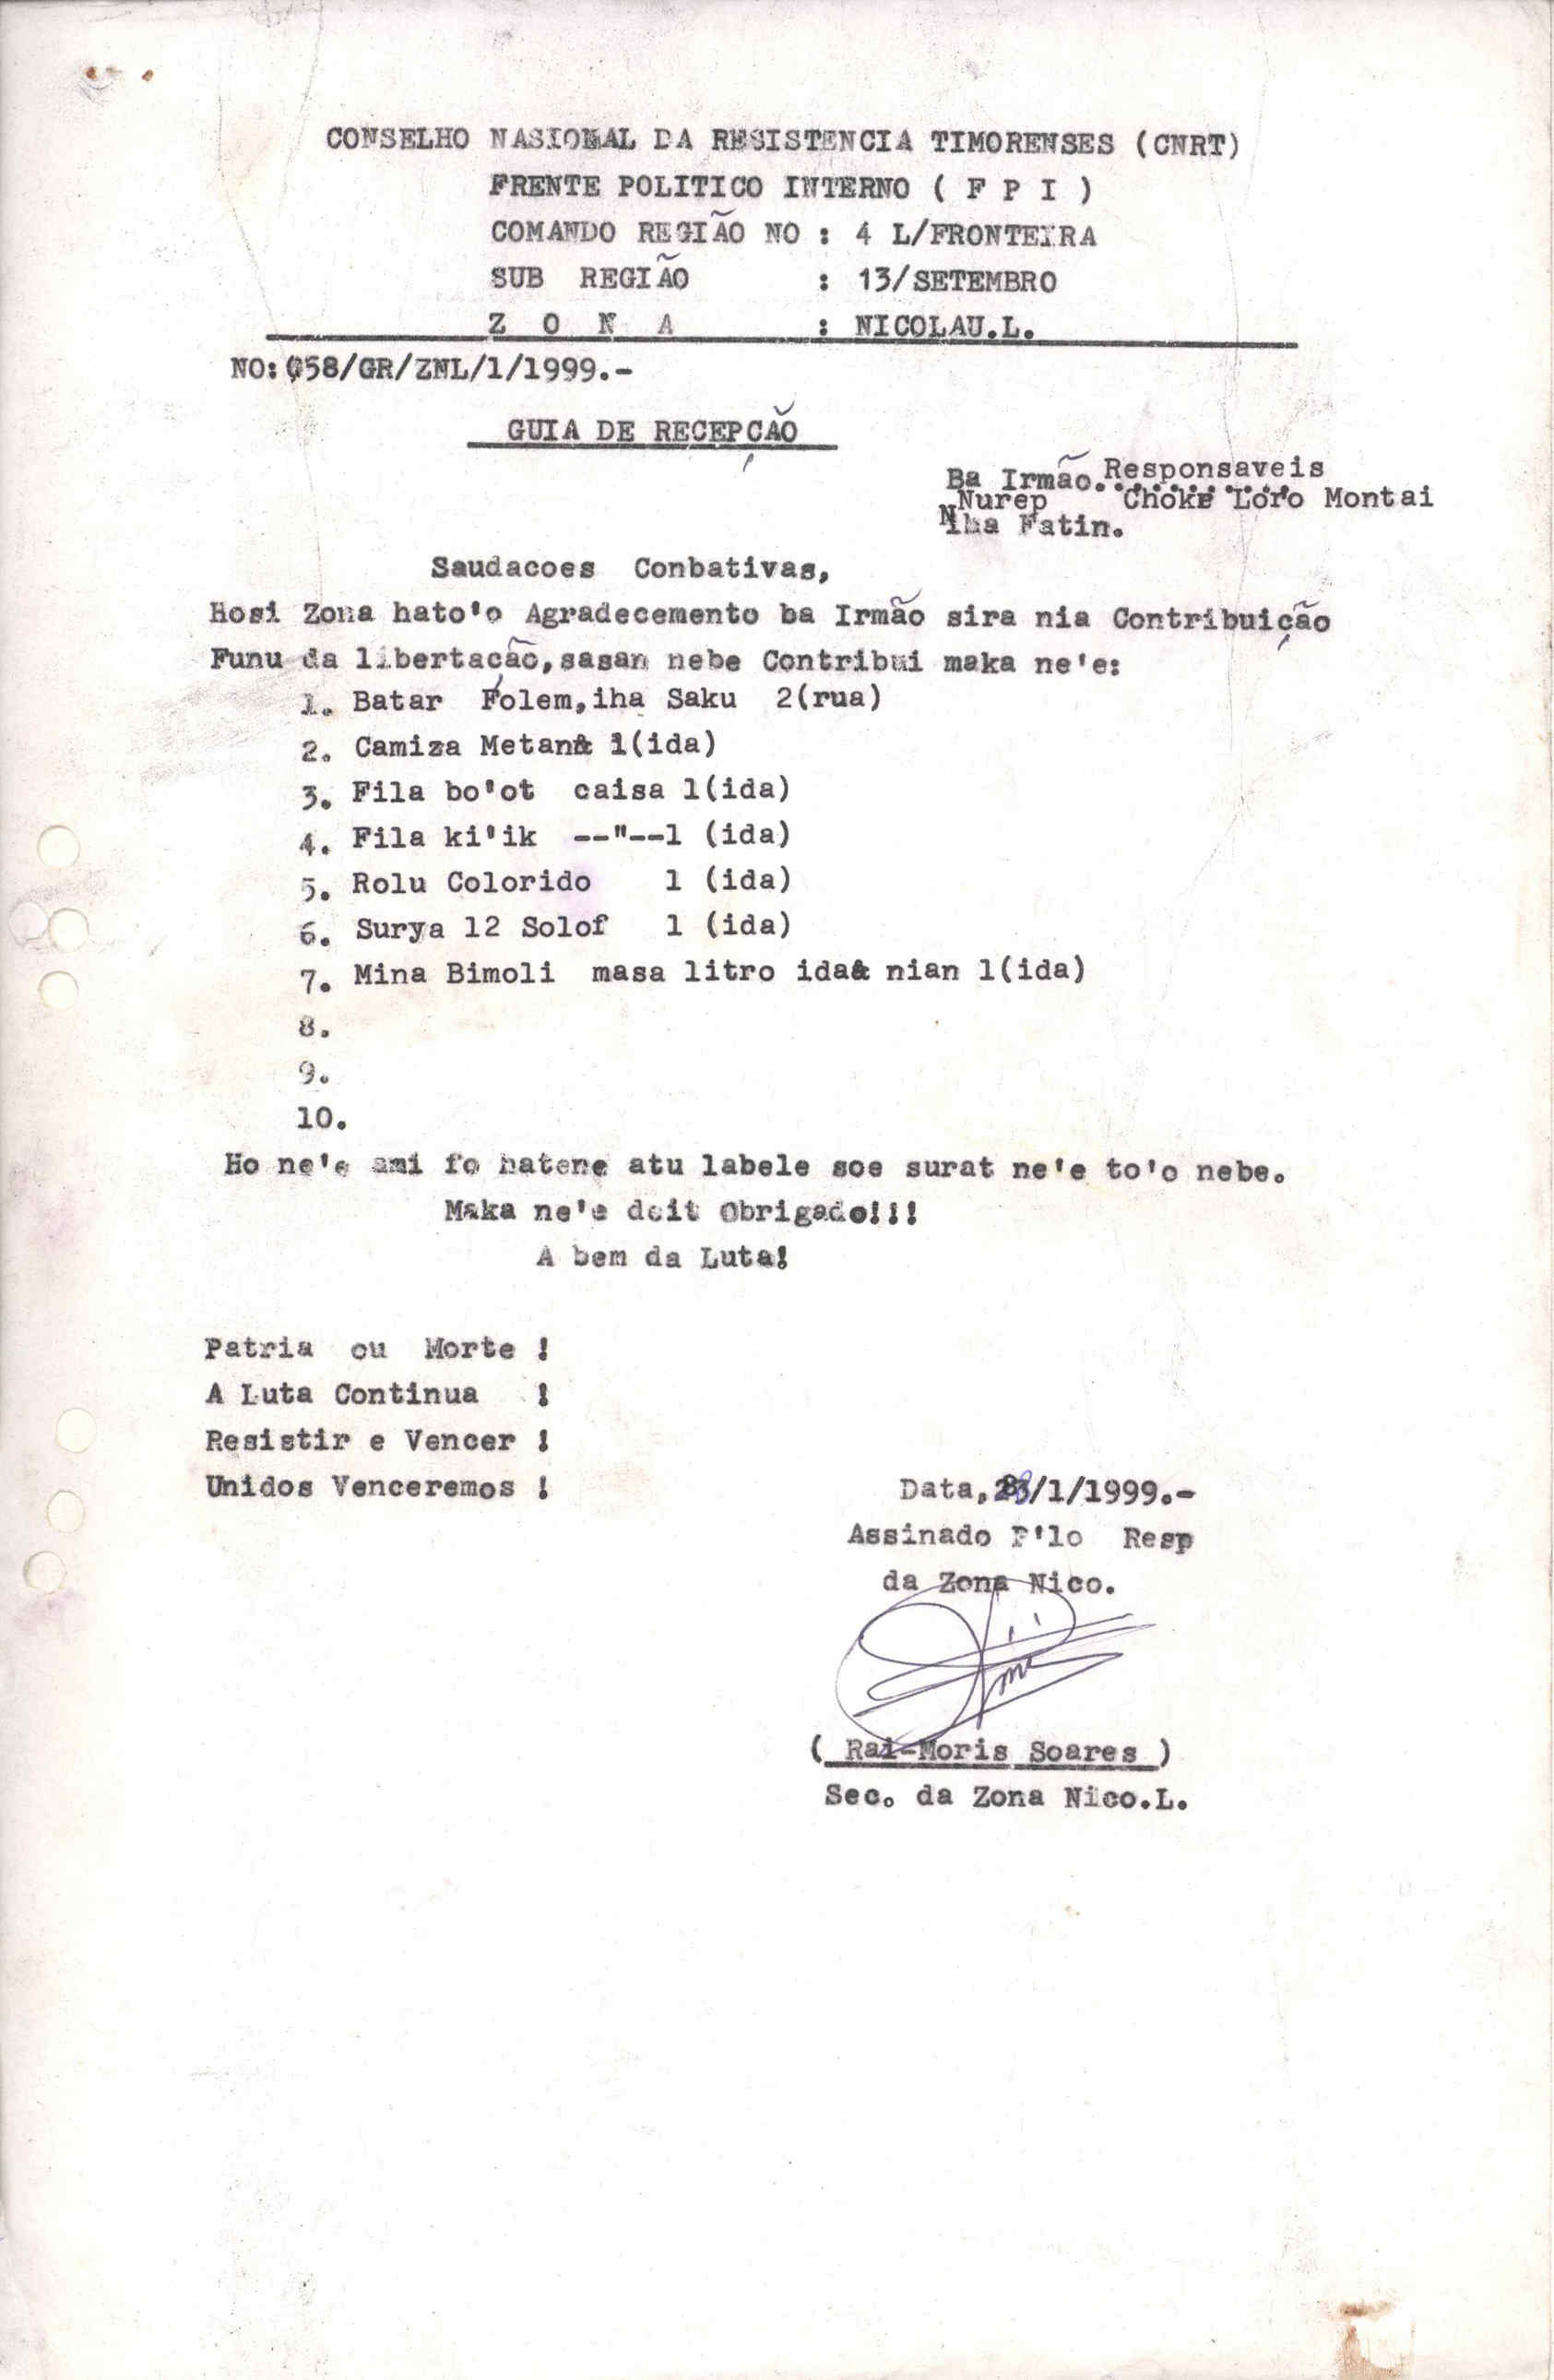 CONSELHO NASIONAL DA RESISTENCIA TIMORENSES (CNRT)
FRENTE POLITICO INTERNO ( F P I )
COMANDO REGIÃO NO : 4 L/FRONTEIRA
SUB REGIÃO : 13/SETEMBRO
Z O N A : NICOLAU.L.
NO: 058/GR/ZNL/1/1999.-
GUIA DE RECEPÇÃO
Ba Irmão. Responsaveis
Nurep Choke Loro Montai
Niha Fatin.
Saudacoes Conbativas,
Hosi Zona hato'o Agradecemento ba Irmão sira nia Contribuição
Funu da libertação, sasan nebe Contribui maka ne'e:
1. Batar Folem, iha Saku 2(rua)
2. Camiza Metan 1(ida)
3. Fila bo'ot caisa 1(ida)
4. Fila ki'ik --"--1 (ida)
5. Rolu Colorido 1 (ida)
6. Surya 12 Solof 1 (ida)
7. Mina Bimoli masa litro ida nian 1(ida)
8.
9.
10.
Ho ne'e ami fo hatene atu labele soe surat ne'e to'o nebe.
Maka ne'e deit Obrigado!!!
A bem da Luta!
Patria ou Morte !
A Luta Continua !
Resistir e Vencer !
Unidos Venceremos !
Data, /1/1999.-
Assinado P'lo Resp
da Zona Nico.
( Rai-Moris Soares )
Sec. da Zona Nico.L.